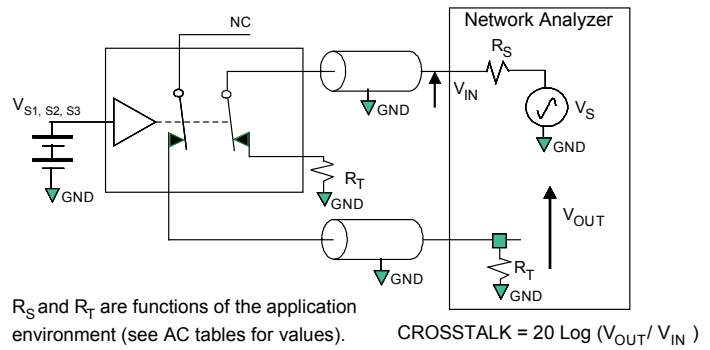 Network Analyzer
NC
R_S
V_S1, S2, S3
V_IN
V_S
GND
GND
GND
R_T
GND
V_OUT
R_T
GND
GND
R_S and R_T are functions of the application
environment (see AC tables for values).
CROSSTALK = 20 Log (V_OUT/ V_IN )
GND